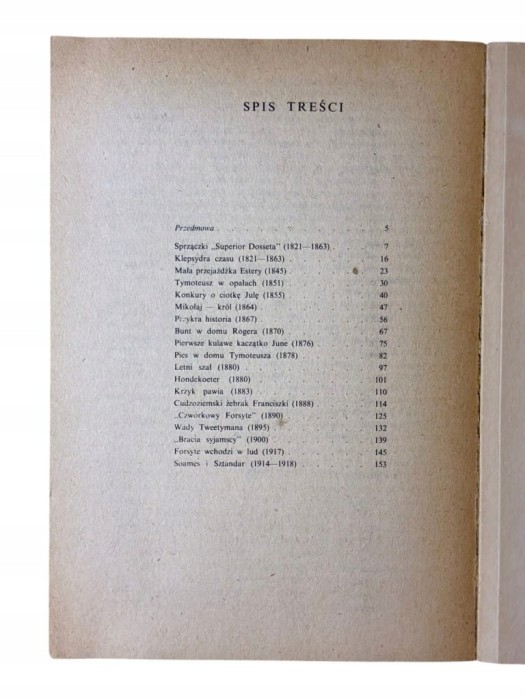 SPIS TREŚCI
Przedmowa 5
Sprzączki „Superior Dosseta” (1821—1863) 7
Klepsydra czasu (1821—1863) 16
Mała przejażdżka Estery (1845) 23
Tymoteusz w opałach (1851) 30
Konkury o ciotkę Julę (1855) 40
Mikołaj — król (1864) 47
Przykra historia (1867) 56
Bunt w domu Rogera (1870) 67
Pierwsze kulawe kaczątko June (1876) 75
Pies w domu Tymoteusza (1878) 82
Letni szał (1880) 97
Hondekoeter (1880) 101
Krzyk pawia (1883) 110
Cudzoziemski żebrak Franciszki (1888) 114
„Czwórkowy Forsyte” (1890) 125
Wady Tweetymana (1895) 132
„Bracia syjamscy” (1900) 139
Forsyte wchodzi w lud (1917) 145
Soames i Sztandar (1914—1918) 153